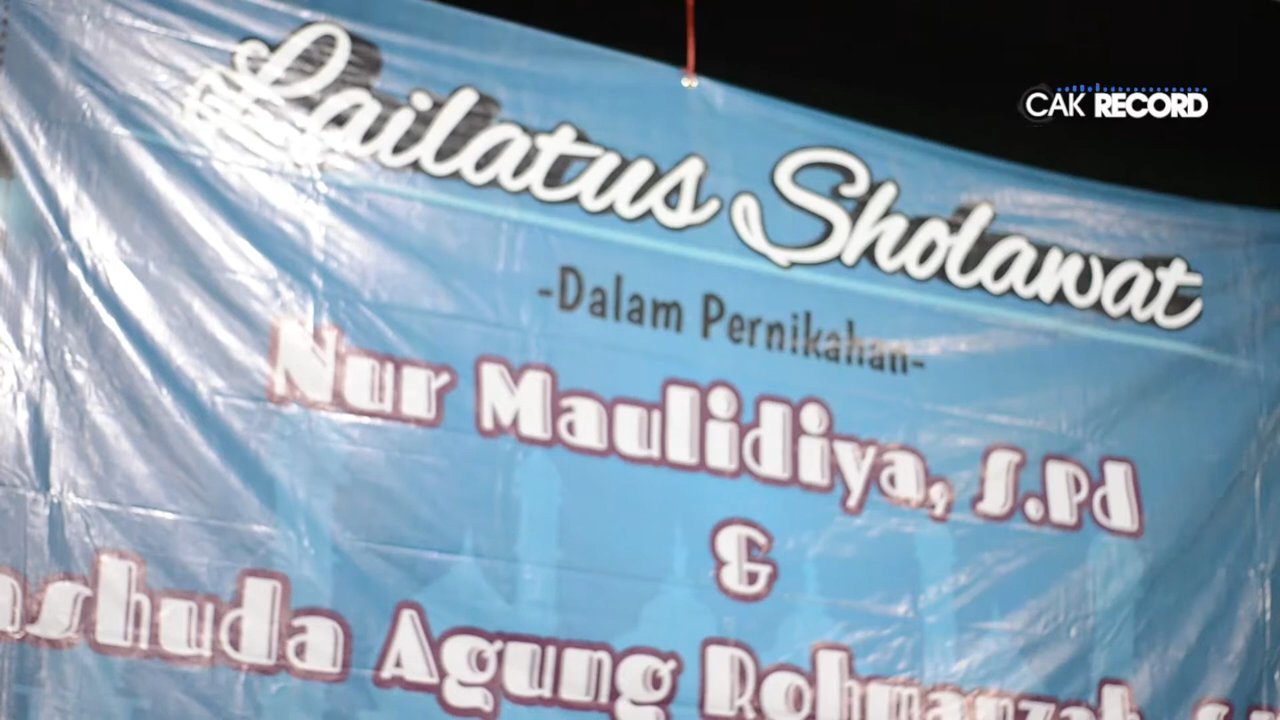 CAK RECORD
Lailatus Sholawat
-Dalam Pernikahan-
Nur Maulidiya, S.Pd
&
Agung